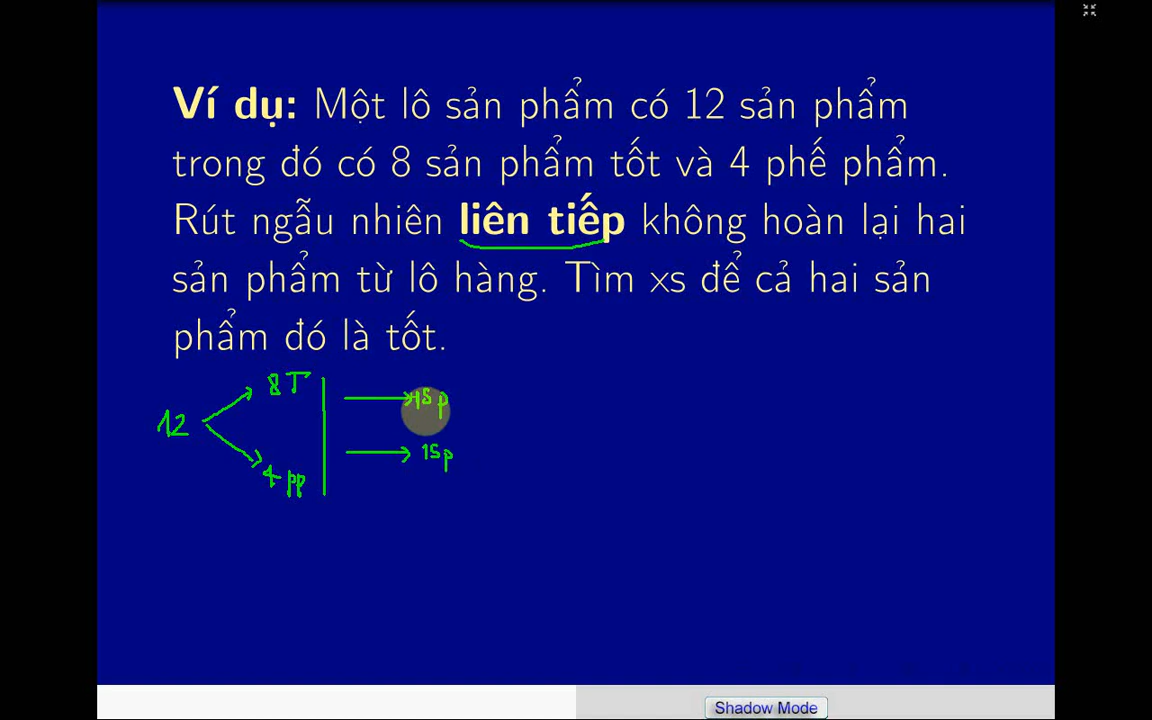 Ví dụ: Một lô sản phẩm có 12 sản phẩm
trong đó có 8 sản phẩm tốt và 4 phế phẩm.
Rút ngẫu nhiên liên tiếp không hoàn lại hai
sản phẩm từ lô hàng. Tìm xs để cả hai sản
phẩm đó là tốt.
8T
1sp
12
1sp
4 pp
Shadow Mode